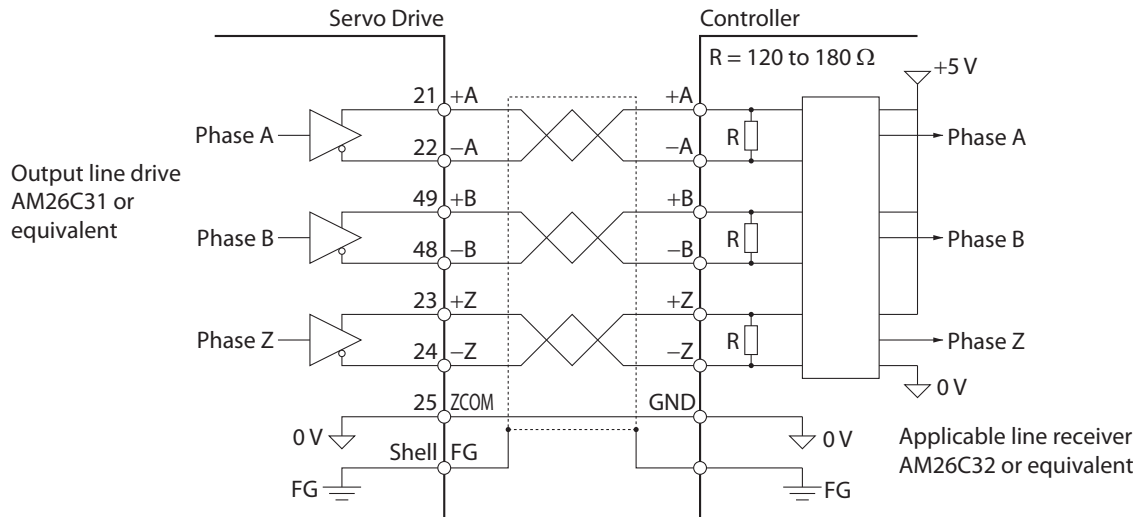 Servo Drive
Controller
R = 120 to 180 Ω
+5 V
21 +A
+A
Phase A
R
Phase A
22 −A
−A
Output line drive
AM26C31 or
equivalent
49 +B
+B
Phase B
R
Phase B
48 −B
−B
23 +Z
+Z
Phase Z
R
Phase Z
24 −Z
−Z
0 V
25 ZCOM
GND
0 V
0 V
Shell FG
FG
FG
Applicable line receiver
AM26C32 or equivalent